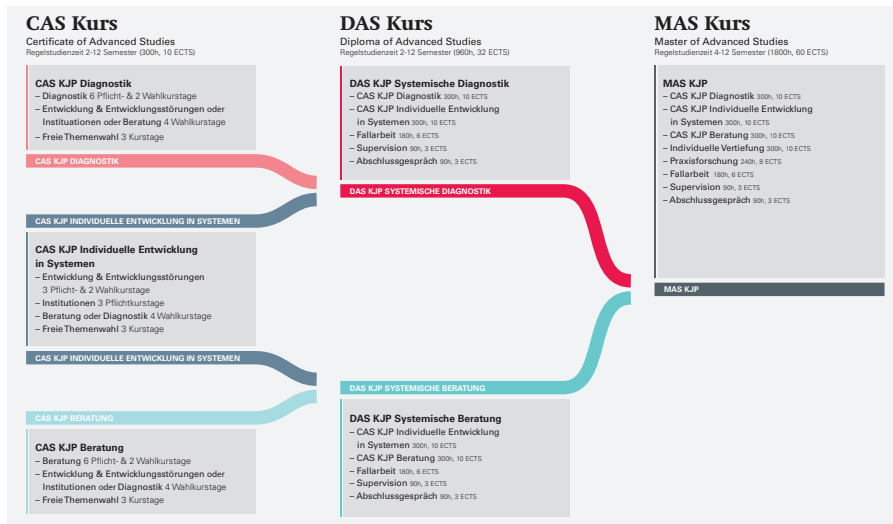 CAS Kurs
Certificate of Advanced Studies
Regelstudienzeit 2-12 Semester (300h, 10 ECTS)
CAS KJP Diagnostik
– Diagnostik 6 Pflicht- & 2 Wahlkurstage
– Entwicklung & Entwicklungsstörungen oder
Instituationen oder Beratung 4 Wahlkurstage
– Freie Themenwahl 3 Kurstage
CAS KJP DIAGNOSTIK
CAS KJP INDIVIDUELLE ENTWICKLUNG IN SYSTEMEN
CAS KJP Individuelle Entwicklung
in Systemen
– Entwicklung & Entwicklungsstörungen
3 Pflicht- & 2 Wahlkurstage
– Institutionen 3 Pflichtkurstage
– Beratung oder Diagnostik 4 Wahlkurstage
– Freie Themenwahl 3 Kurstage
CAS KJP INDIVIDUELLE ENTWICKLUNG IN SYSTEMEN
CAS KJP BERATUNG
CAS KJP Beratung
– Beratung 6 Pflicht- & 2 Wahlkurstage
– Entwicklung & Entwicklungsstörungen oder
Institutionen oder Diagnostik 4 Wahlkurstage
– Freie Themenwahl 3 Kurstage
DAS Kurs
Diploma of Advanced Studies
Regelstudienzeit 2-12 Semester (960h, 32 ECTS)
DAS KJP Systemische Diagnostik
– CAS KJP Diagnostik 300h, 10 ECTS
– CAS KJP Individuelle Entwicklung
in Systemen 300h, 10 ECTS
– Fallarbeit 180h, 6 ECTS
– Supervision 90h, 3 ECTS
– Abschlussgespräch 90h, 3 ECTS
DAS KJP SYSTEMISCHE DIAGNOSTIK
DAS KJP SYSTEMISCHE BERATUNG
DAS KJP Systemische Beratung
– CAS KJP Individuelle Entwicklung
in Systemen 300h, 10 ECTS
– CAS KJP Beratung 300h, 10 ECTS
– Fallarbeit 180h, 6 ECTS
– Supervision 90h, 3 ECTS
– Abschlussgespräch 90h, 3 ECTS
MAS Kurs
Master of Advanced Studies
Regelstudienzeit 4-12 Semester (1800h, 60 ECTS)
MAS KJP
– CAS KJP Diagnostik 300h, 10 ECTS
– CAS KJP Individuelle Entwicklung
in Systemen 300h, 10 ECTS
– CAS KJP Beratung 300h, 10 ECTS
– Individuelle Vertiefung 300h, 10 ECTS
– Praxisforschung 240h, 8 ECTS
– Fallarbeit 180h, 6 ECTS
– Supervision 90h, 3 ECTS
– Abschlussgespräch 90h, 3 ECTS
MAS KJP